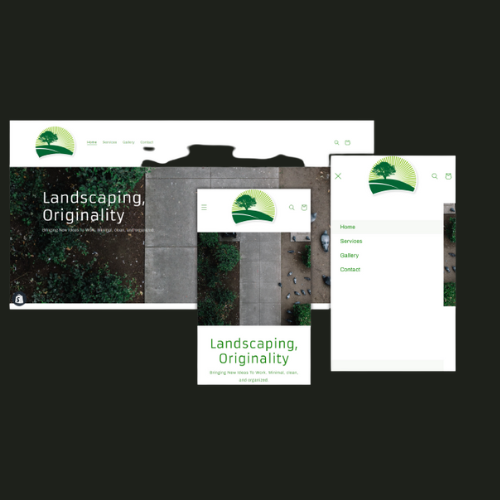 Home Services Gallery Contact
Landscaping,
Originality
Bringing New Ideas To Work. Minimal, clean, and organized.
Landscaping,
Originality
Bringing New Ideas To Work. Minimal, clean,
and organized.
Home
Services
Gallery
Contact